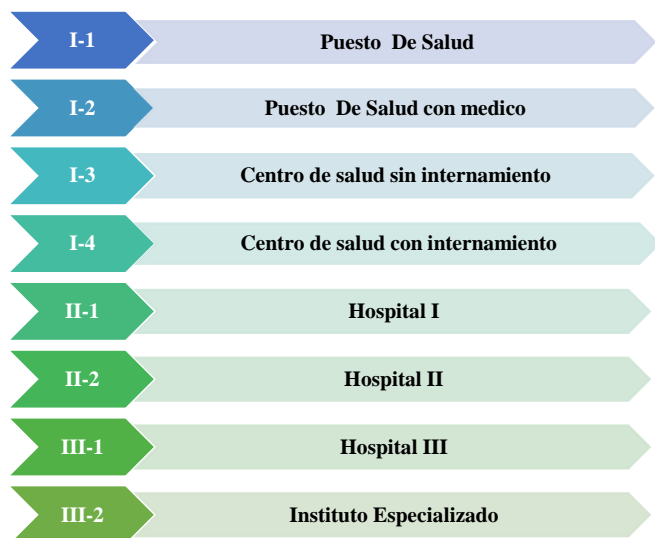 I-1 Puesto De Salud
I-2 Puesto De Salud con medico
I-3 Centro de salud sin internamiento
I-4 Centro de salud con internamiento
II-1 Hospital I
II-2 Hospital II
III-1 Hospital III
III-2 Instituto Especializado